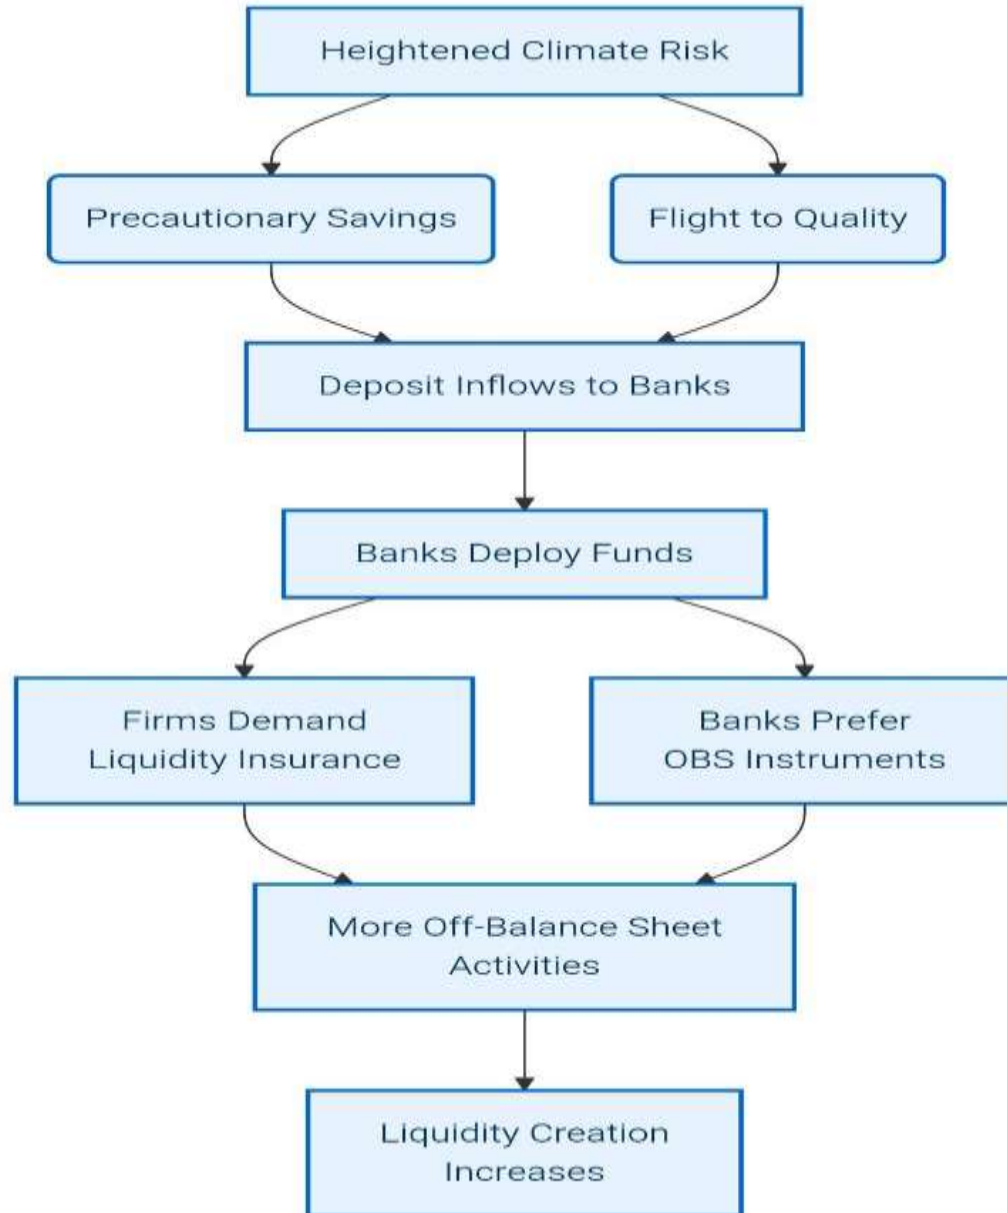 Heightened Climate Risk
Precautionary Savings
Flight to Quality
Deposit Inflows to Banks
Banks Deploy Funds
Firms Demand
Liquidity Insurance
Banks Prefer
OBS Instruments
More Off-Balance Sheet
Activities
Liquidity Creation
Increases